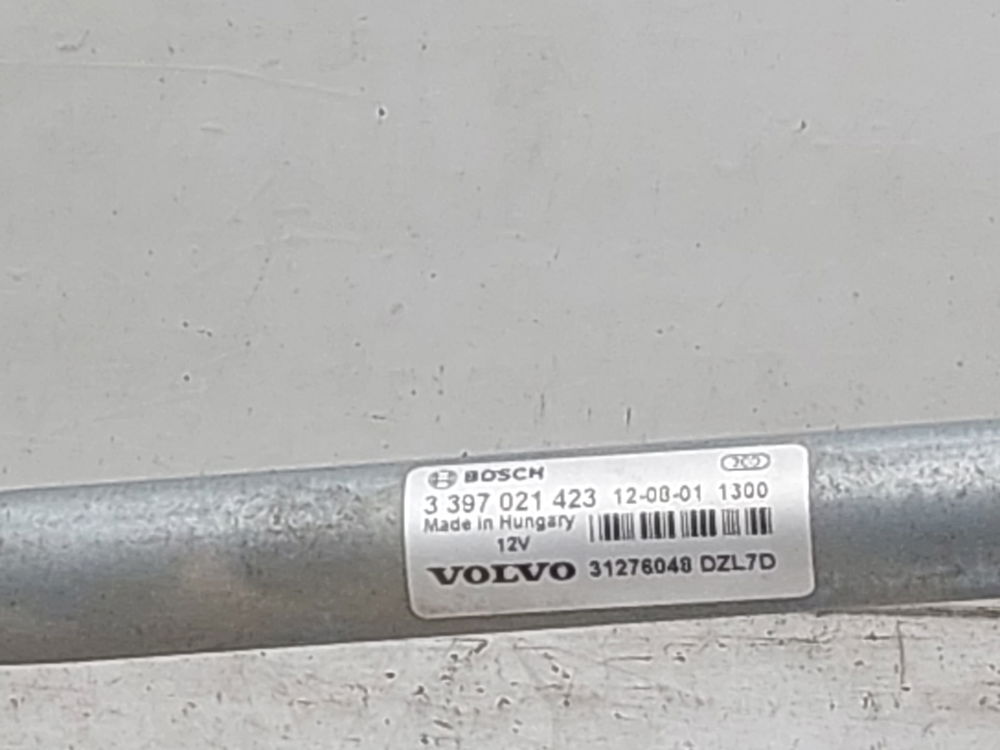 BOSCH
3 397 021 423 12-08-01 1300
Made in Hungary
12V
VOLVO 31276048 DZL7D